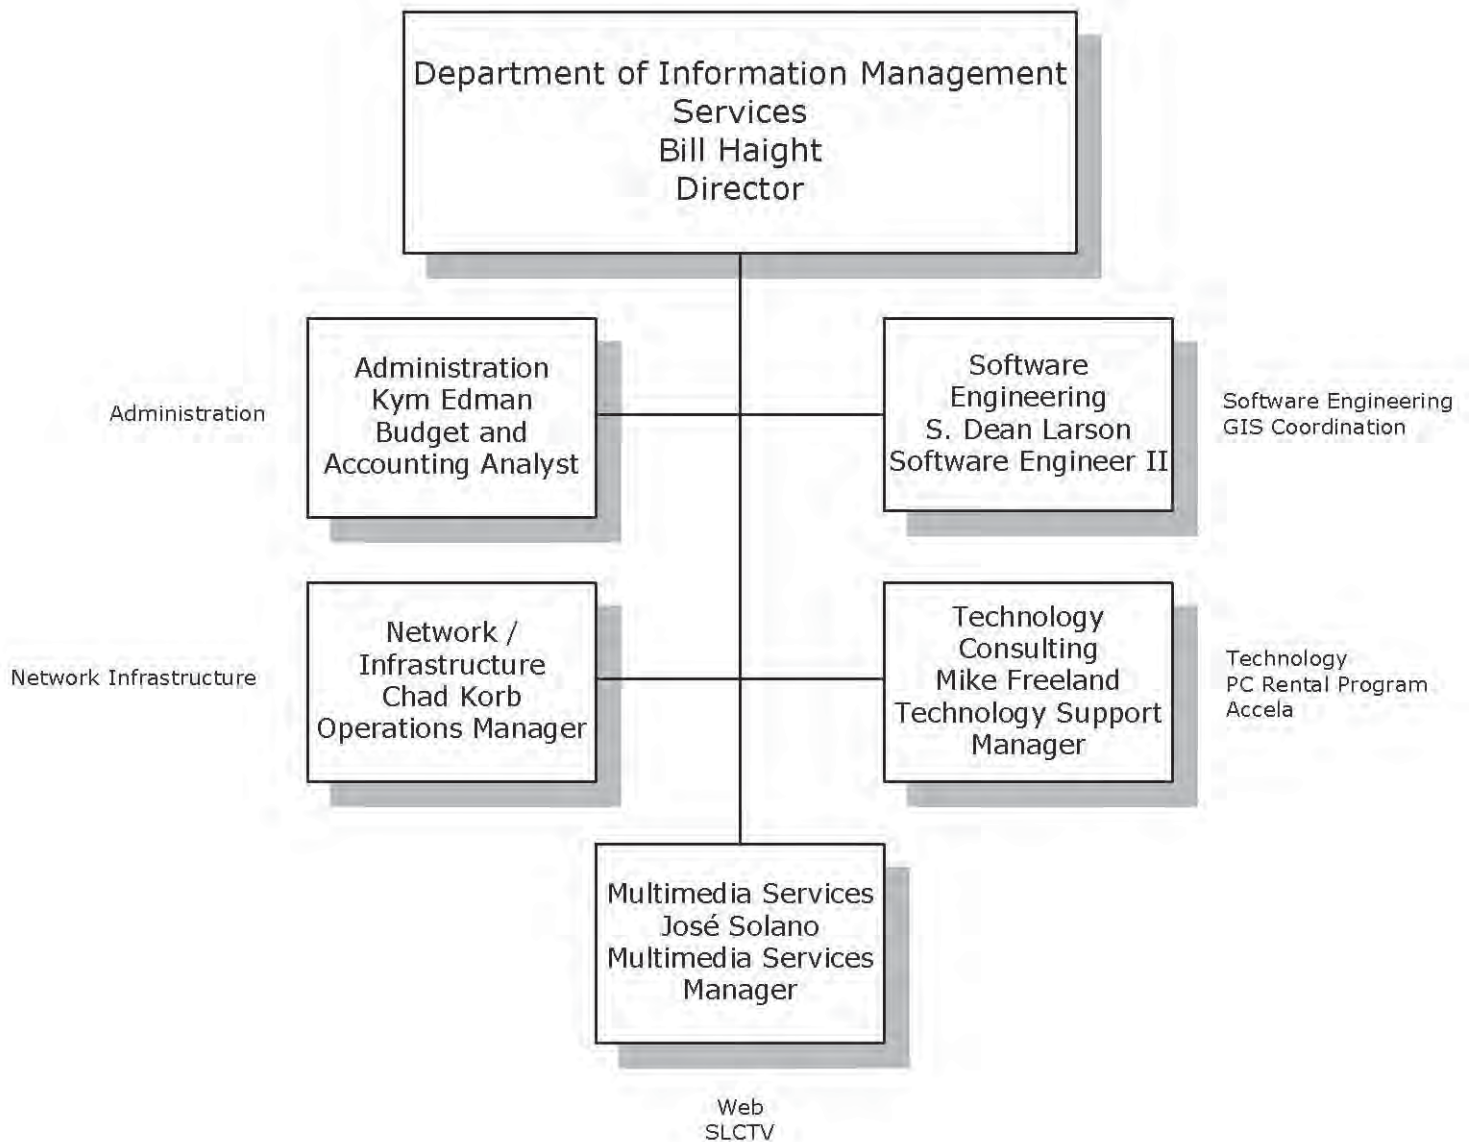 Department of Information Management
Services
Bill Haight
Director
Administration
Administration
Kym Edman
Budget and
Accounting Analyst
Software
Engineering
S. Dean Larson
Software Engineer II
Software Engineering
GIS Coordination
Network Infrastructure
Network /
Infrastructure
Chad Korb
Operations Manager
Technology
Consulting
Mike Freeland
Technology Support
Manager
Technology
PC Rental Program
Accela
Multimedia Services
José Solano
Multimedia Services
Manager
Web
SLCTV